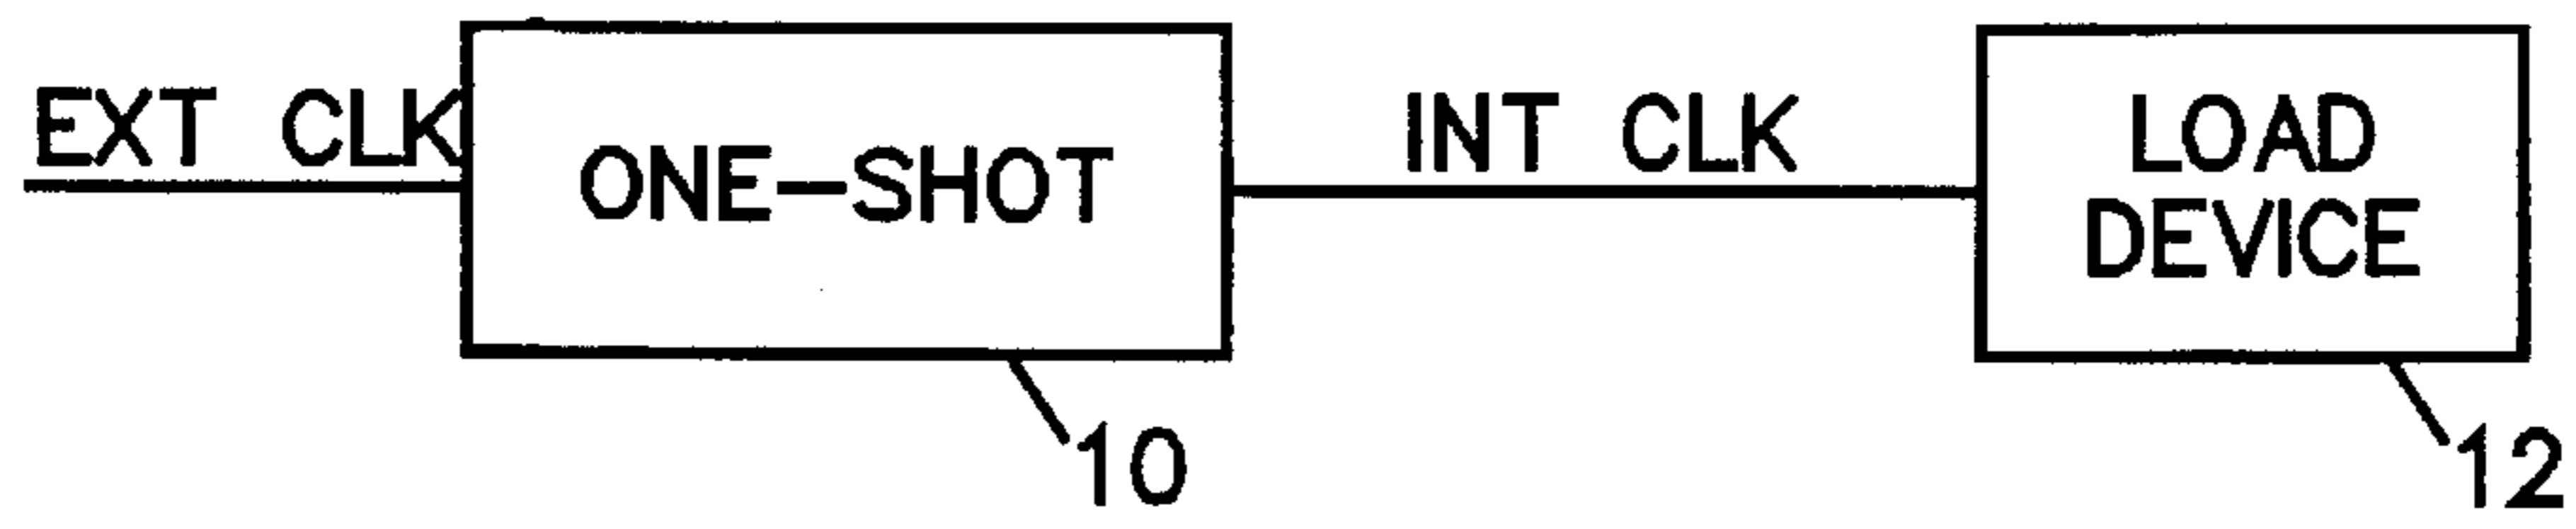 EXT CLK
ONE-SHOT
INT CLK
LOAD
DEVICE
10
12